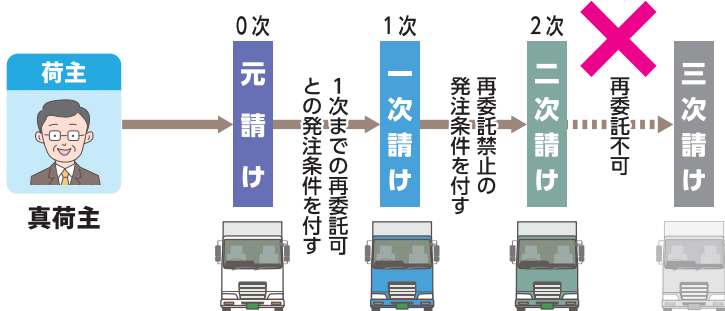 荷主
真荷主
0次
元請け
1次までの再委託可
との発注条件を付す
1次
一次請け
再委託禁止の
発注条件を付す
2次
二次請け
再委託不可
三次請け